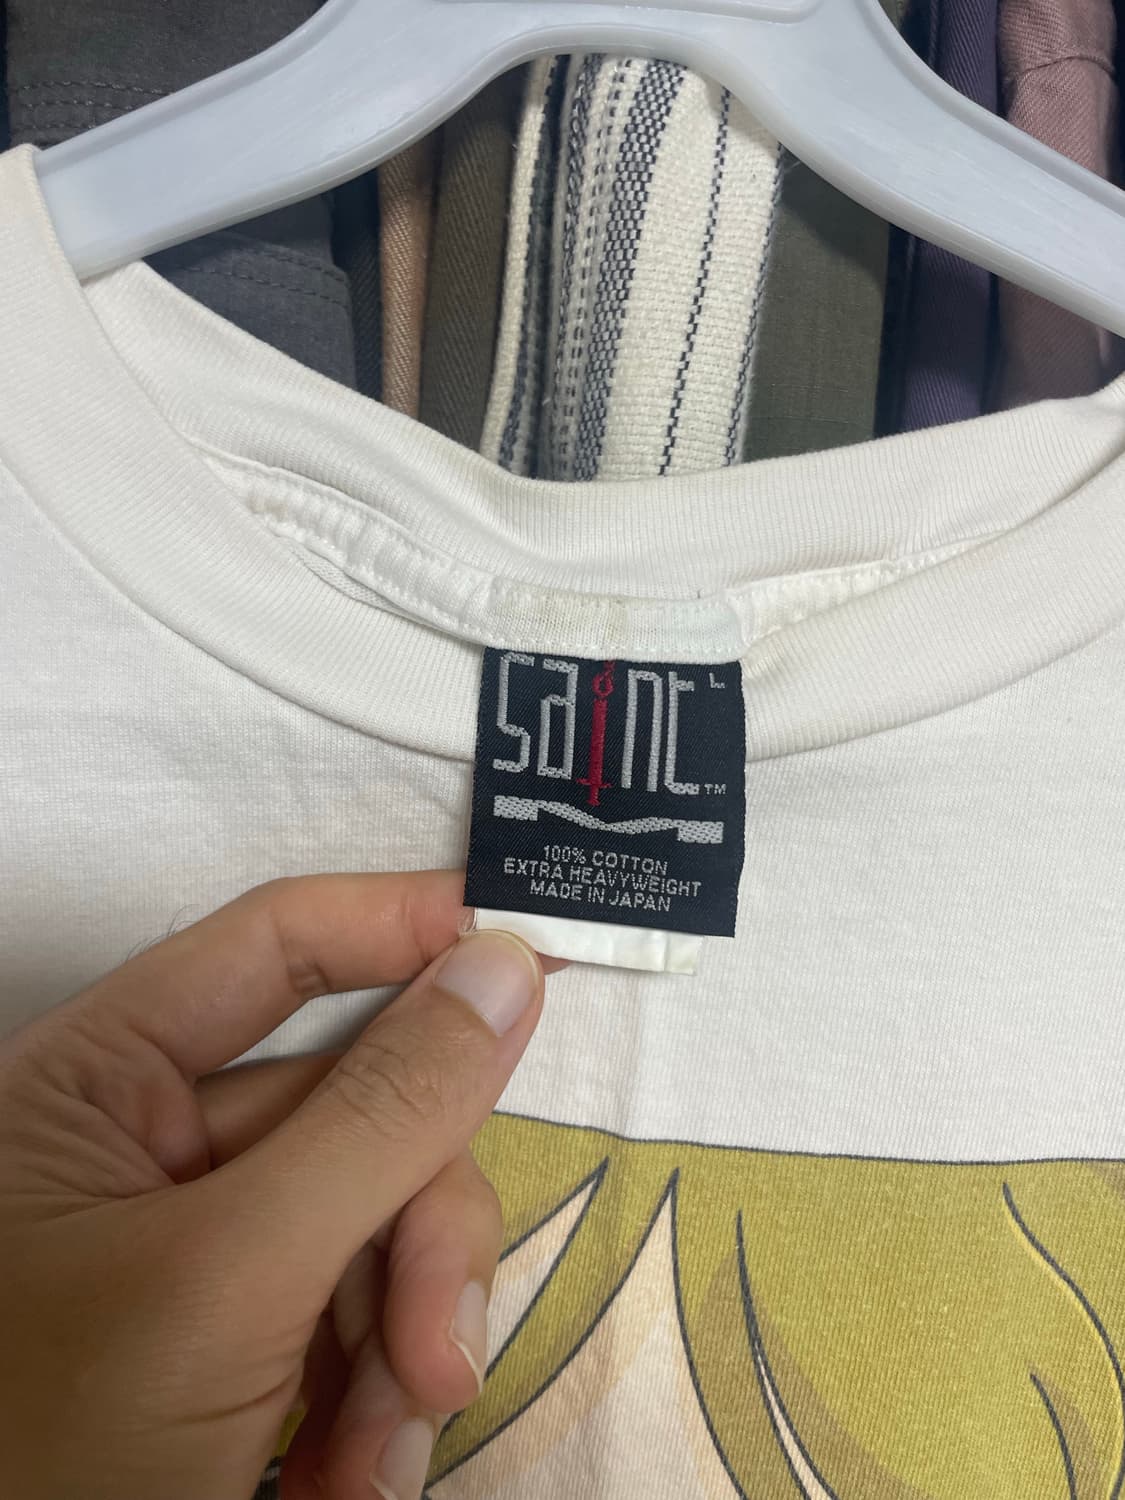 saint L
TM
100% COTTON
EXTRA HEAVYWEIGHT
MADE IN JAPAN